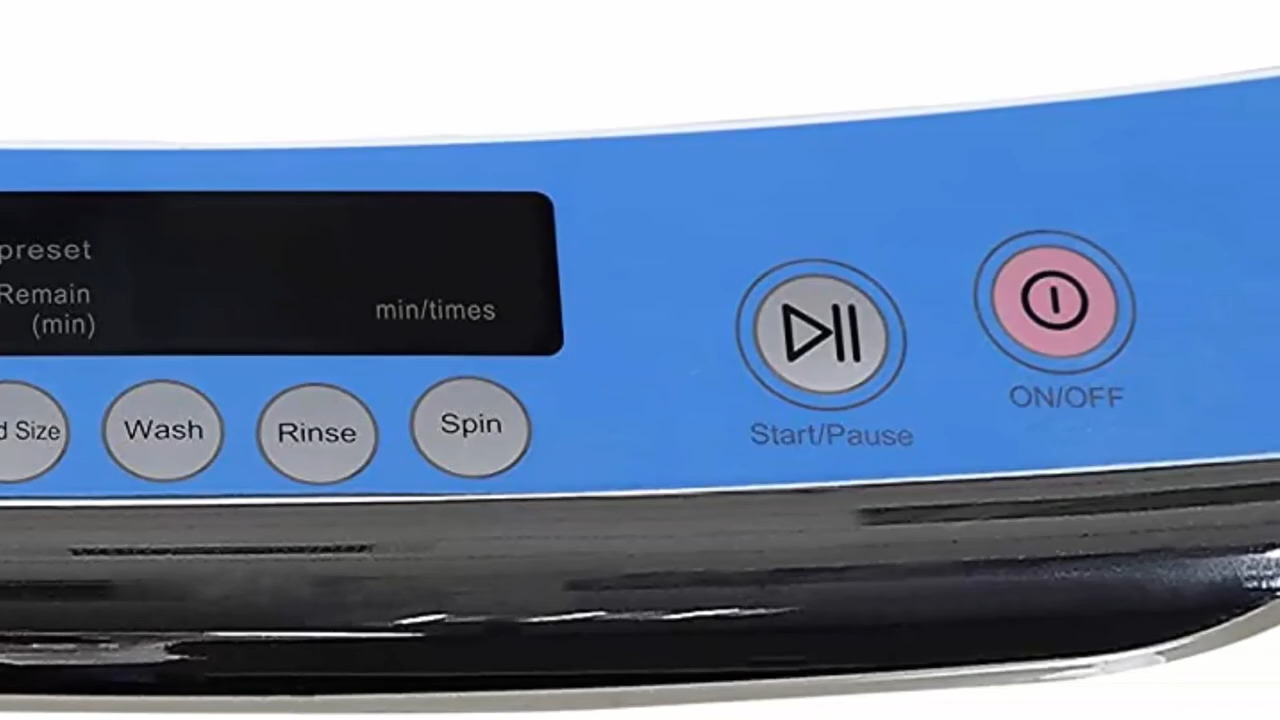 preset
Remain
(min)
min/times
d Size
Wash
Rinse
Spin
Start/Pause
ON/OFF